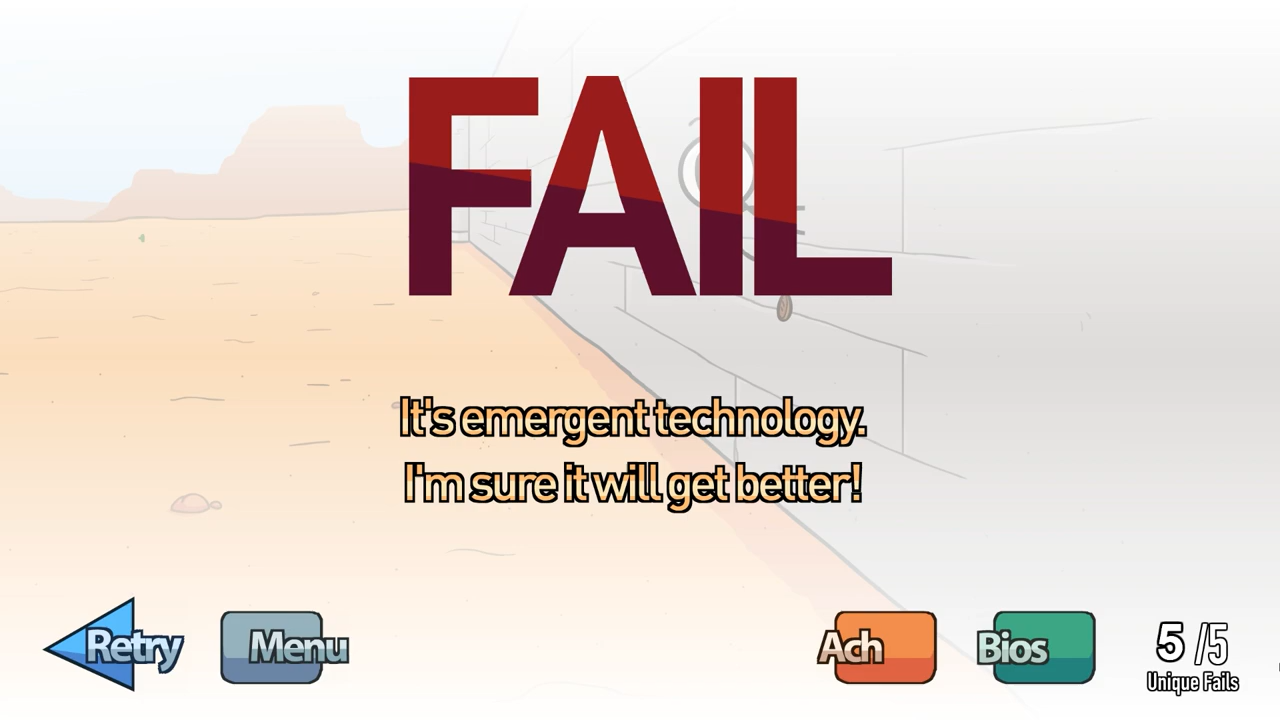 FAIL
It's emergent technology.
I'm sure it will get better!
Retry
Menu
Ach
Bios
5/5
Unique Fails